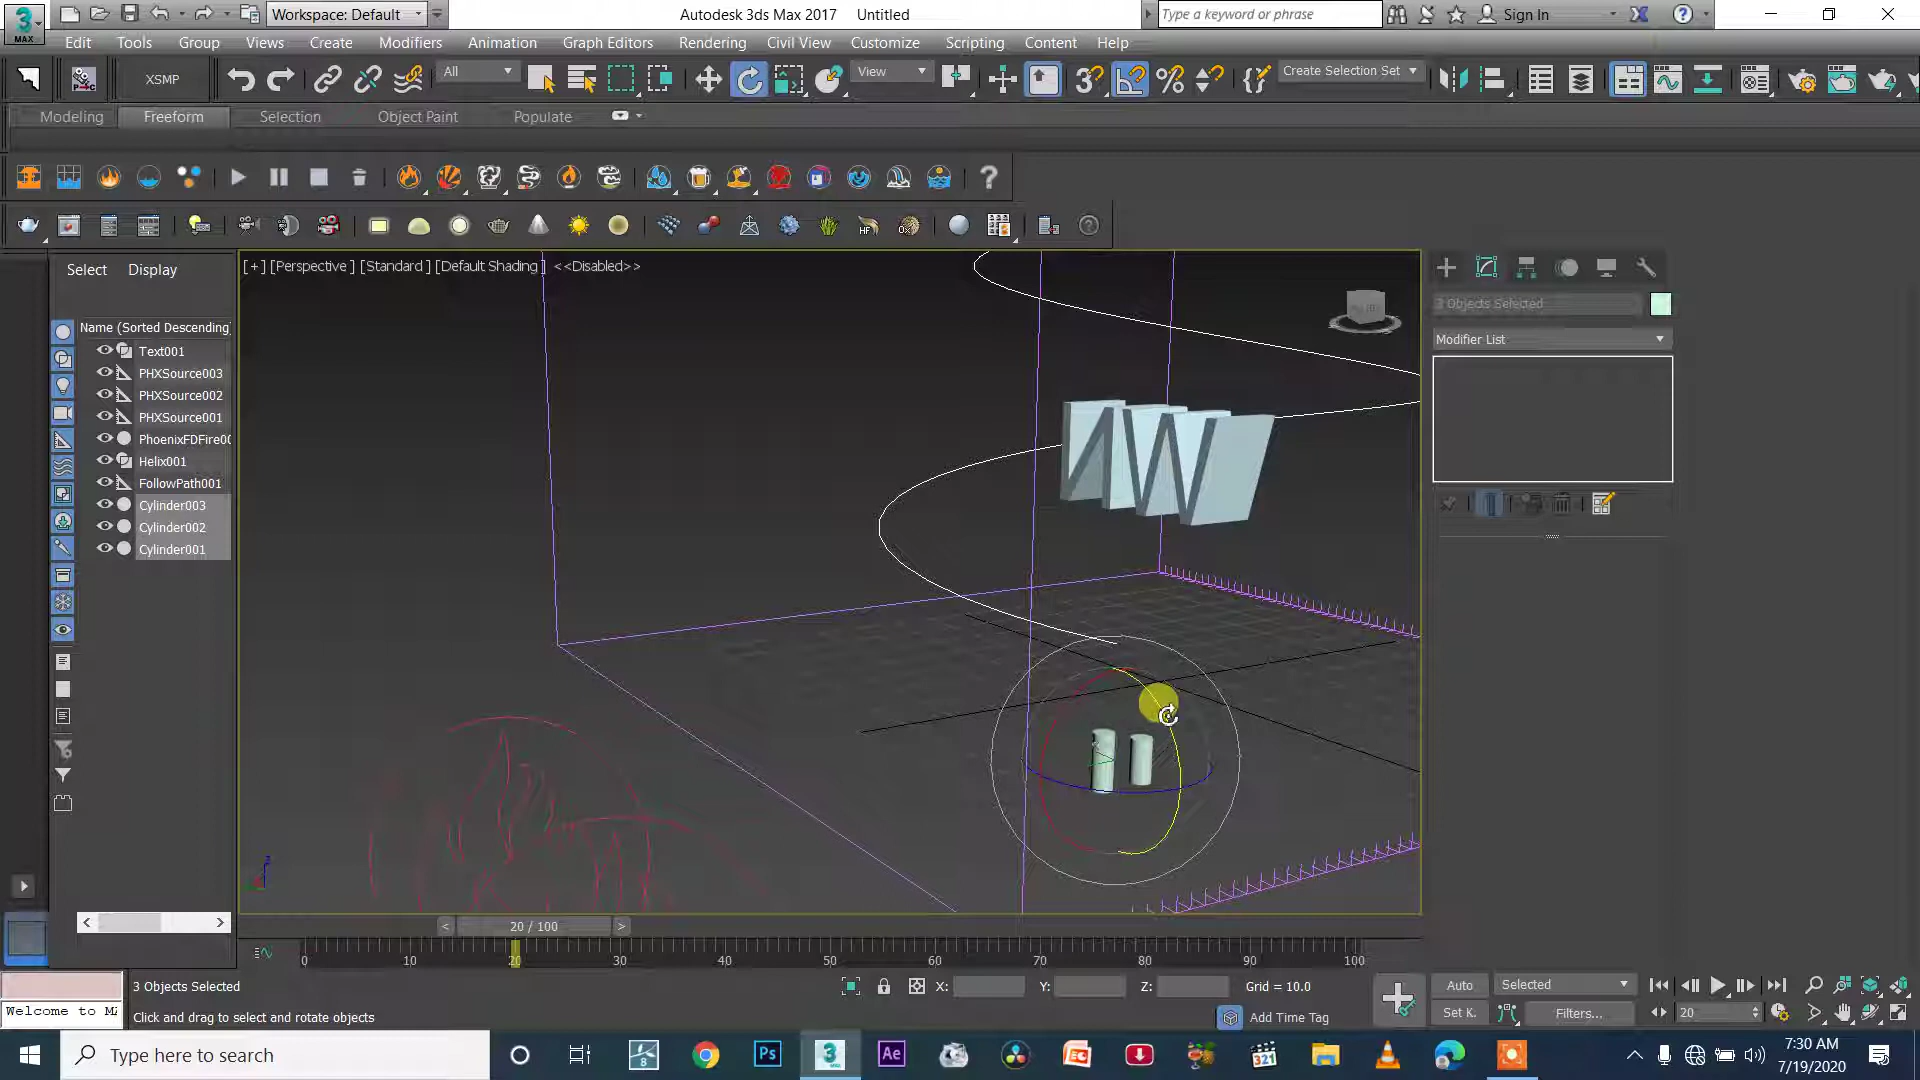 3
MAX
Workspace: Default
Autodesk 3ds Max 2017 Untitled
Type a keyword or phrase
Sign In
Edit Tools Group Views Create Modifiers Animation Graph Editors Rendering Civil View Customize Scripting Content Help
XSMP
All
View
Create Selection Set
Modeling Freeform Selection Object Paint Populate
Select Display
[+] [Perspective] [Standard] [Default Shading] <<Disabled>>
3 Objects Selected
Name (Sorted Descending)
Modifier List
Text001
PHXSource003
PHXSource002
PHXSource001
PhoenixFDFire00
Helix001
FollowPath001
Cylinder003
Cylinder002
Cylinder001
20 / 100
0 10 20 30 40 50 60 70 80 90 100
3 Objects Selected
X: Y: Z: Grid = 10.0
Auto Selected
Welcome to MA
Click and drag to select and rotate objects
Add Time Tag
Set K. Filters... 20
Type here to search
7:30 AM
7/19/2020